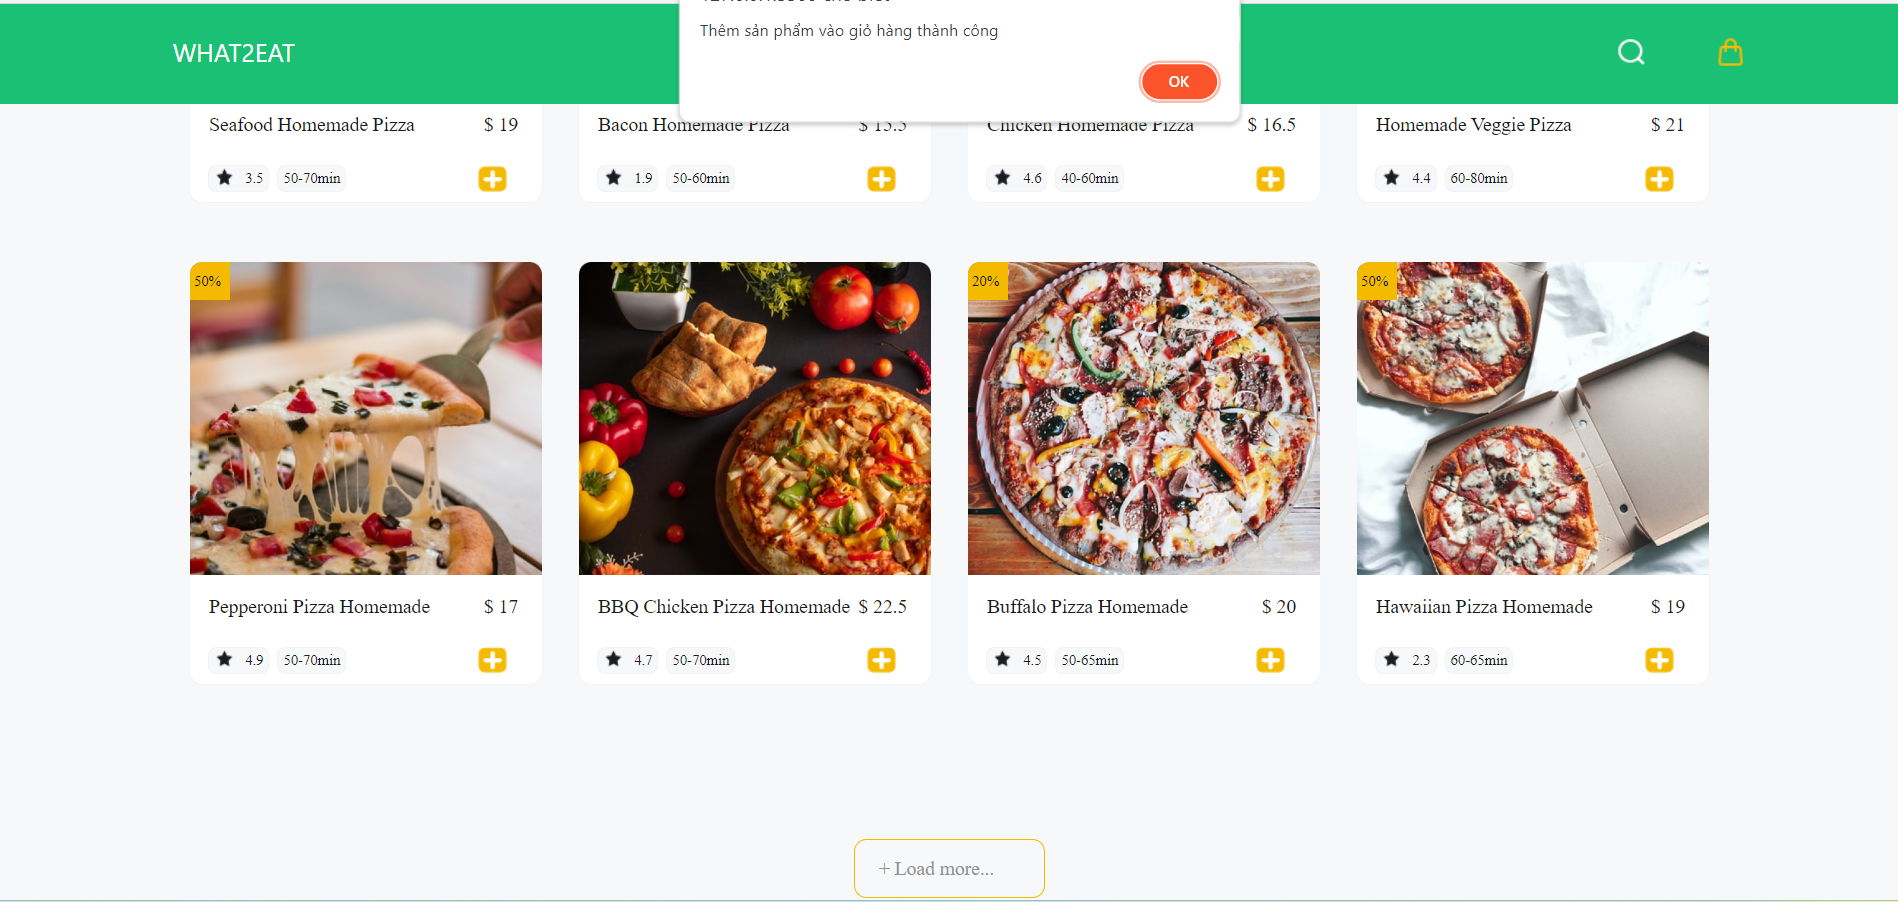 Thêm sản phẩm vào giỏ hàng thành công
OK
WHAT2EAT
Seafood Homemade Pizza $ 19
Bacon Homemade Pizza $ 15.5
Chicken Homemade Pizza $ 16.5
Homemade Veggie Pizza $ 21
3.5 50-70min
1.9 50-60min
4.6 40-60min
4.4 60-80min
50%
20%
50%
Pepperoni Pizza Homemade $ 17
BBQ Chicken Pizza Homemade $ 22.5
Buffalo Pizza Homemade $ 20
Hawaiian Pizza Homemade $ 19
4.9 50-70min
4.7 50-70min
4.5 50-65min
2.3 60-65min
+ Load more...